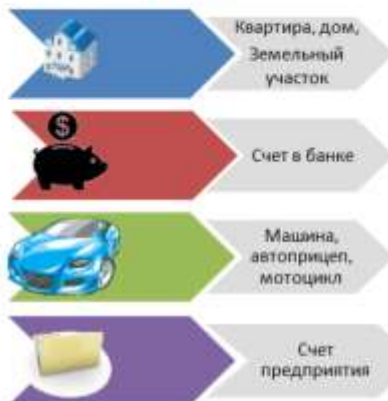 Квартира, дом,
Земельный
участок
$
Счет в банке
Машина,
автоприцеп,
мотоцикл
Счет
предприятия